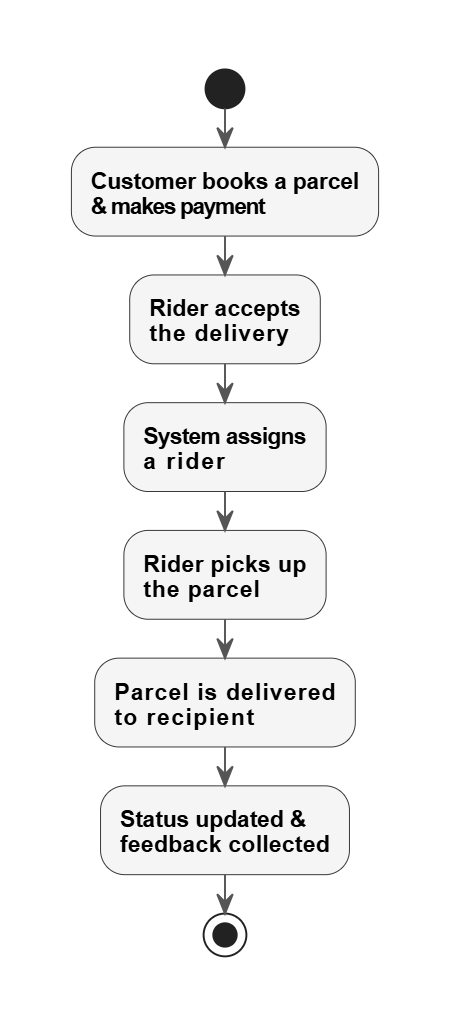 Customer books a parcel
& makes payment
Rider accepts
the delivery
System assigns
a rider
Rider picks up
the parcel
Parcel is delivered
to recipient
Status updated &
feedback collected